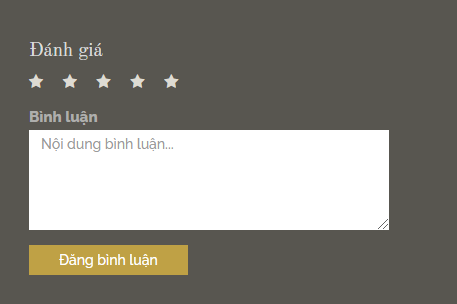 Đánh giá
Bình luận
Nội dung bình luận...
Đăng bình luận